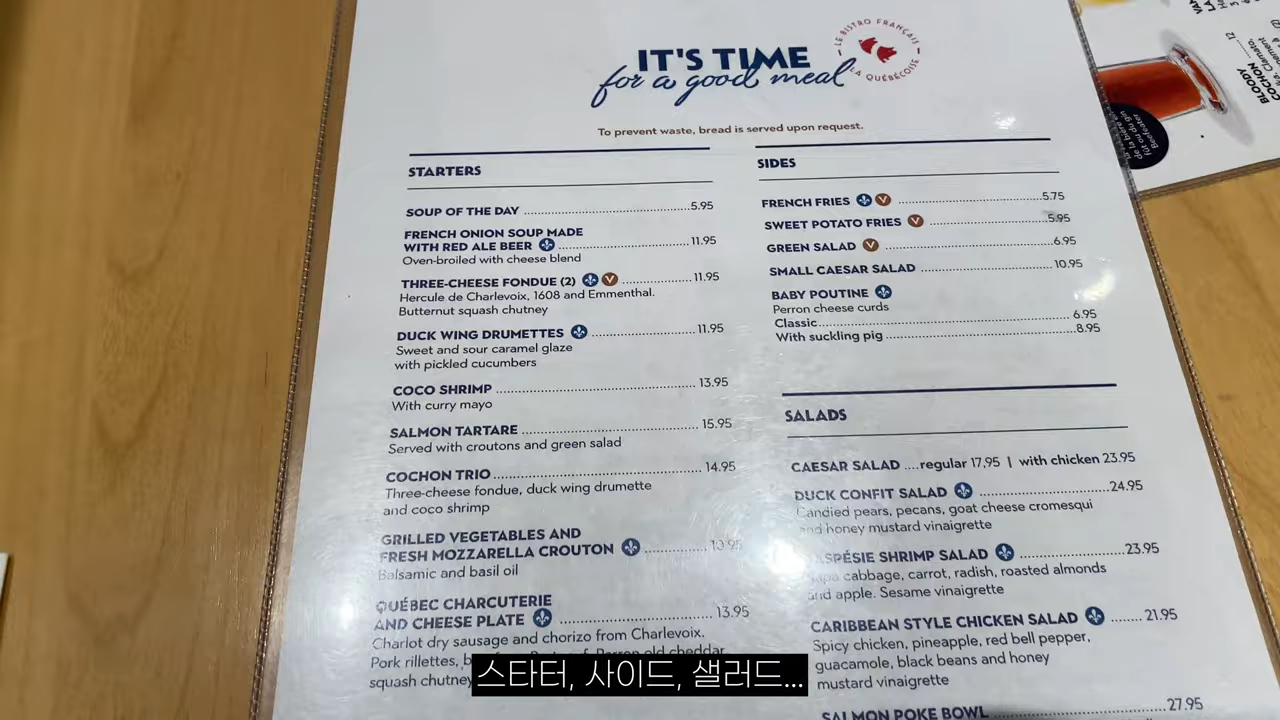 IT'S TIME
for a good meal
LE BISTRO FRANÇAIS
À LA QUÉBÉCOISE
To prevent waste, bread is served upon request.
STARTERS
SOUP OF THE DAY ........ 5.95
FRENCH ONION SOUP MADE
WITH RED ALE BEER ........ 11.95
Oven-broiled with cheese blend
THREE-CHEESE FONDUE (2) V ........ 11.95
Hercule de Charlevoix, 1608 and Emmenthal.
Butternut squash chutney
DUCK WING DRUMETTES ........ 11.95
Sweet and sour caramel glaze
with pickled cucumbers
COCO SHRIMP ........ 13.95
With curry mayo
SALMON TARTARE ........ 15.95
Served with croutons and green salad
COCHON TRIO ........ 14.95
Three-cheese fondue, duck wing drumette
and coco shrimp
GRILLED VEGETABLES AND
FRESH MOZZARELLA CROUTON ........
Balsamic and basil oil
QUÉBEC CHARCUTERIE
AND CHEESE PLATE ........ 13.95
Charlot dry sausage and chorizo from Charlevoix.
Pork rillettes, Perron old cheddar
squash chutney
SIDES
FRENCH FRIES V ........ 5.75
SWEET POTATO FRIES V ........ 5.95
GREEN SALAD V ........ 6.95
SMALL CAESAR SALAD ........ 10.95
BABY POUTINE
Perron cheese curds
Classic ........ 6.95
With suckling pig ........ 8.95
SALADS
CAESAR SALAD ....regular 17.95 | with chicken 23.95
DUCK CONFIT SALAD ........ 24.95
Candied pears, pecans, goat cheese cromesqui
and honey mustard vinaigrette
SHRIMP SALAD ........ 23.95
cabbage, carrot, radish, roasted almonds
and apple. Sesame vinaigrette
CARIBBEAN STYLE CHICKEN SALAD ........ 21.95
Spicy chicken, pineapple, red bell pepper,
guacamole, black beans and honey
mustard vinaigrette
SALMON POKE BOWL ........ 27.95
BLOODY
COCHON ........ 12
Clamato,
Beefeater gin
스타터, 사이드, 샐러드...